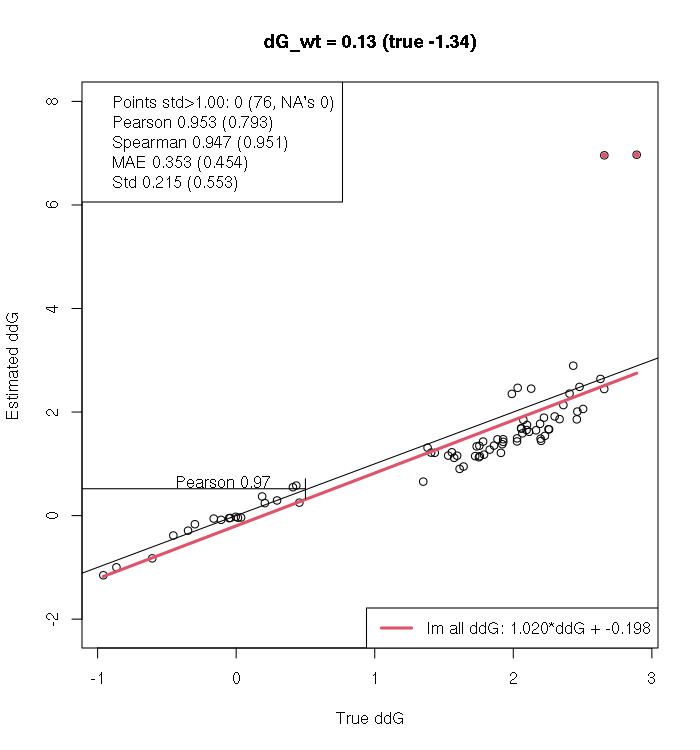 dG_wt = 0.13 (true -1.34)
Points std>1.00: 0 (76, NA's 0)
Pearson 0.953 (0.793)
Spearman 0.947 (0.951)
MAE 0.353 (0.454)
Std 0.215 (0.553)
8
6
4
2
0
-2
Estimated ddG
Pearson 0.97
lm all ddG: 1.020*ddG + -0.198
-1 0 1 2 3
True ddG